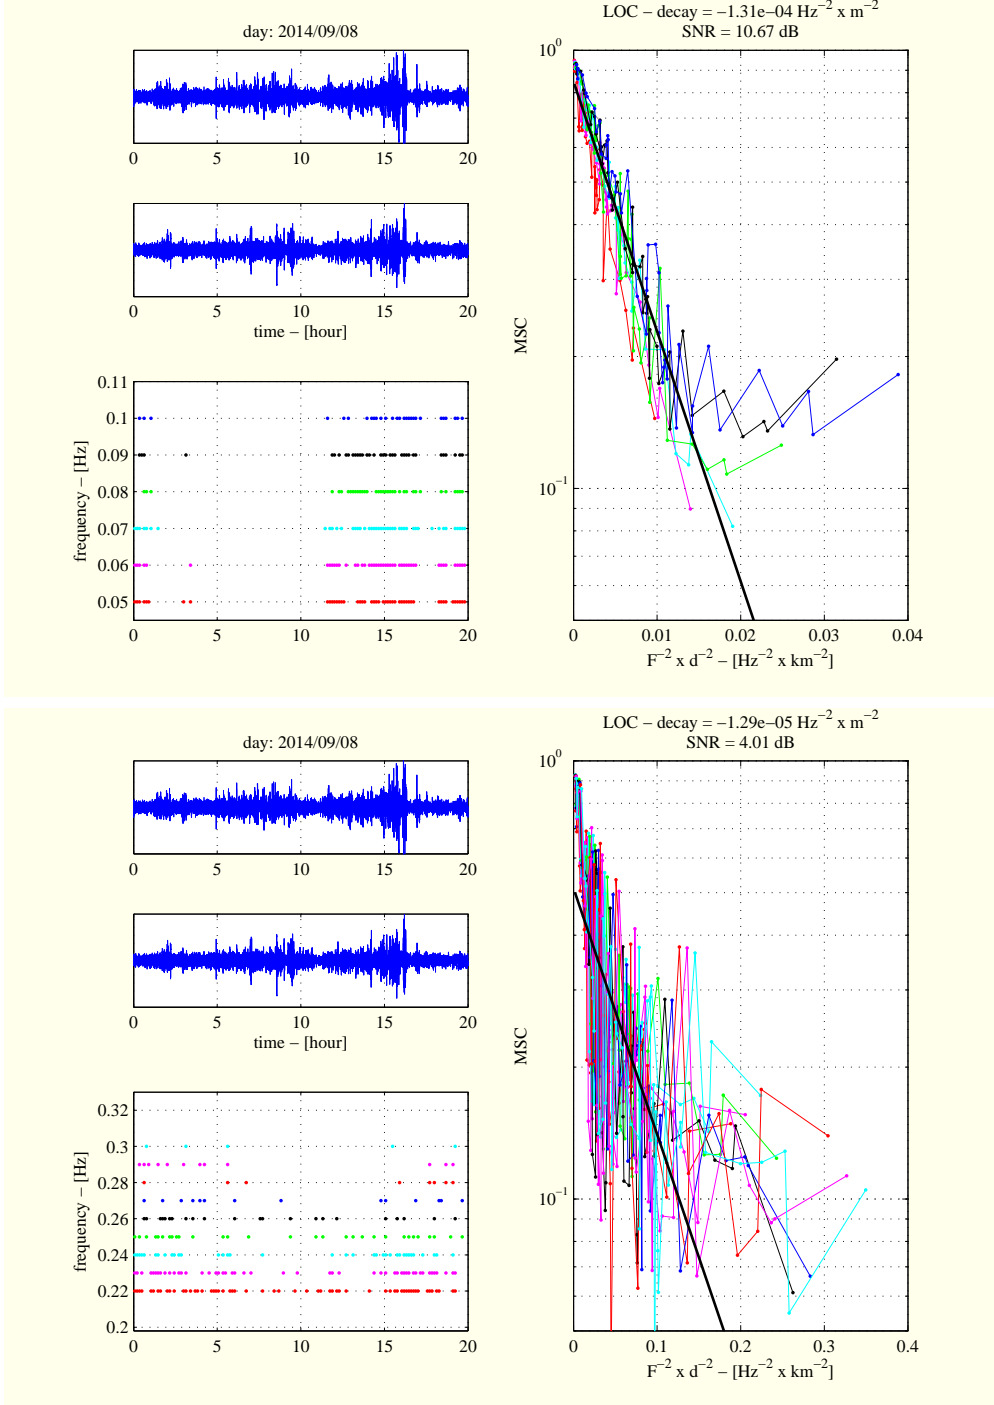 day: 2014/09/08
0 5 10 15 20
0 5 10 15 20
time – [hour]
0.11
0.1
0.09
0.08
0.07
0.06
0.05
frequency – [Hz]
0 5 10 15 20
LOC – decay = −1.31e−04 Hz⁻² x m⁻²
SNR = 10.67 dB
10⁰
10⁻¹
MSC
0 0.01 0.02 0.03 0.04
F⁻² x d⁻² – [Hz⁻² x km⁻²]
day: 2014/09/08
0 5 10 15 20
0 5 10 15 20
time – [hour]
0.32
0.3
0.28
0.26
0.24
0.22
0.2
frequency – [Hz]
0 5 10 15 20
LOC – decay = −1.29e−05 Hz⁻² x m⁻²
SNR = 4.01 dB
10⁰
10⁻¹
MSC
0 0.1 0.2 0.3 0.4
F⁻² x d⁻² – [Hz⁻² x km⁻²]